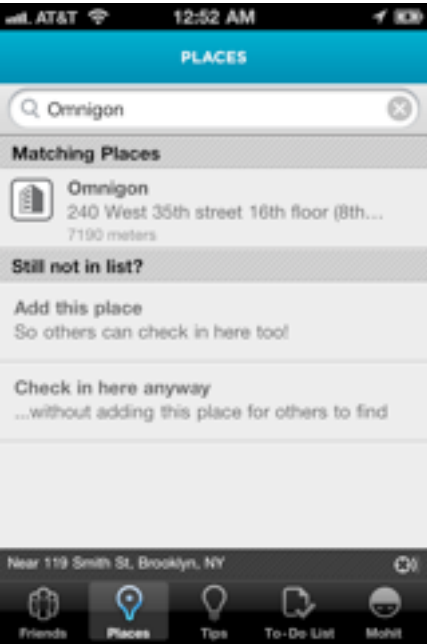 AT&T 12:52 AM
PLACES
Omnigon
Matching Places
Omnigon
240 West 35th street 16th floor (8th...
7190 meters
Still not in list?
Add this place
So others can check in here too!
Check in here anyway
...without adding this place for others to find
Near 119 Smith St, Brooklyn, NY
Friends Places Tips To-Do List Mohit